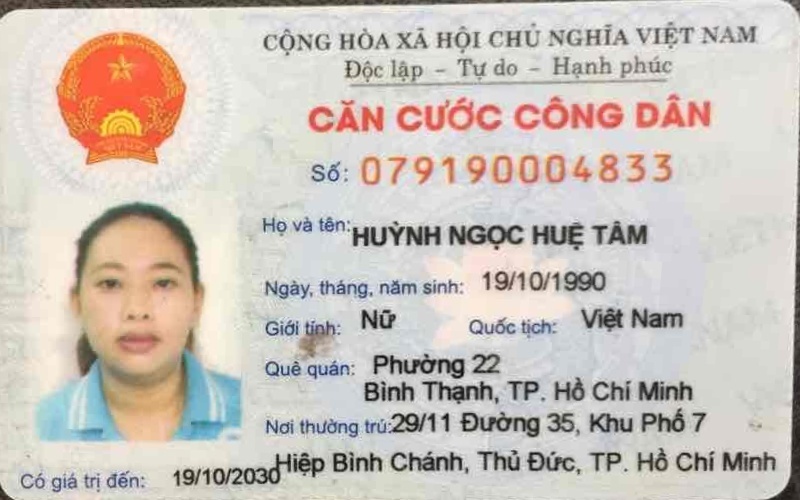 CỘNG HÒA XÃ HỘI CHỦ NGHĨA VIỆT NAM
Độc lập – Tự do – Hạnh phúc
CĂN CƯỚC CÔNG DÂN
Số: 079190004833
Họ và tên: HUỲNH NGỌC HUỆ TÂM
Ngày, tháng, năm sinh: 19/10/1990
Giới tính: Nữ Quốc tịch: Việt Nam
Quê quán: Phường 22
Bình Thạnh, TP. Hồ Chí Minh
Nơi thường trú: 29/11 Đường 35, Khu Phố 7
Hiệp Bình Chánh, Thủ Đức, TP. Hồ Chí Minh
Có giá trị đến: 19/10/2030